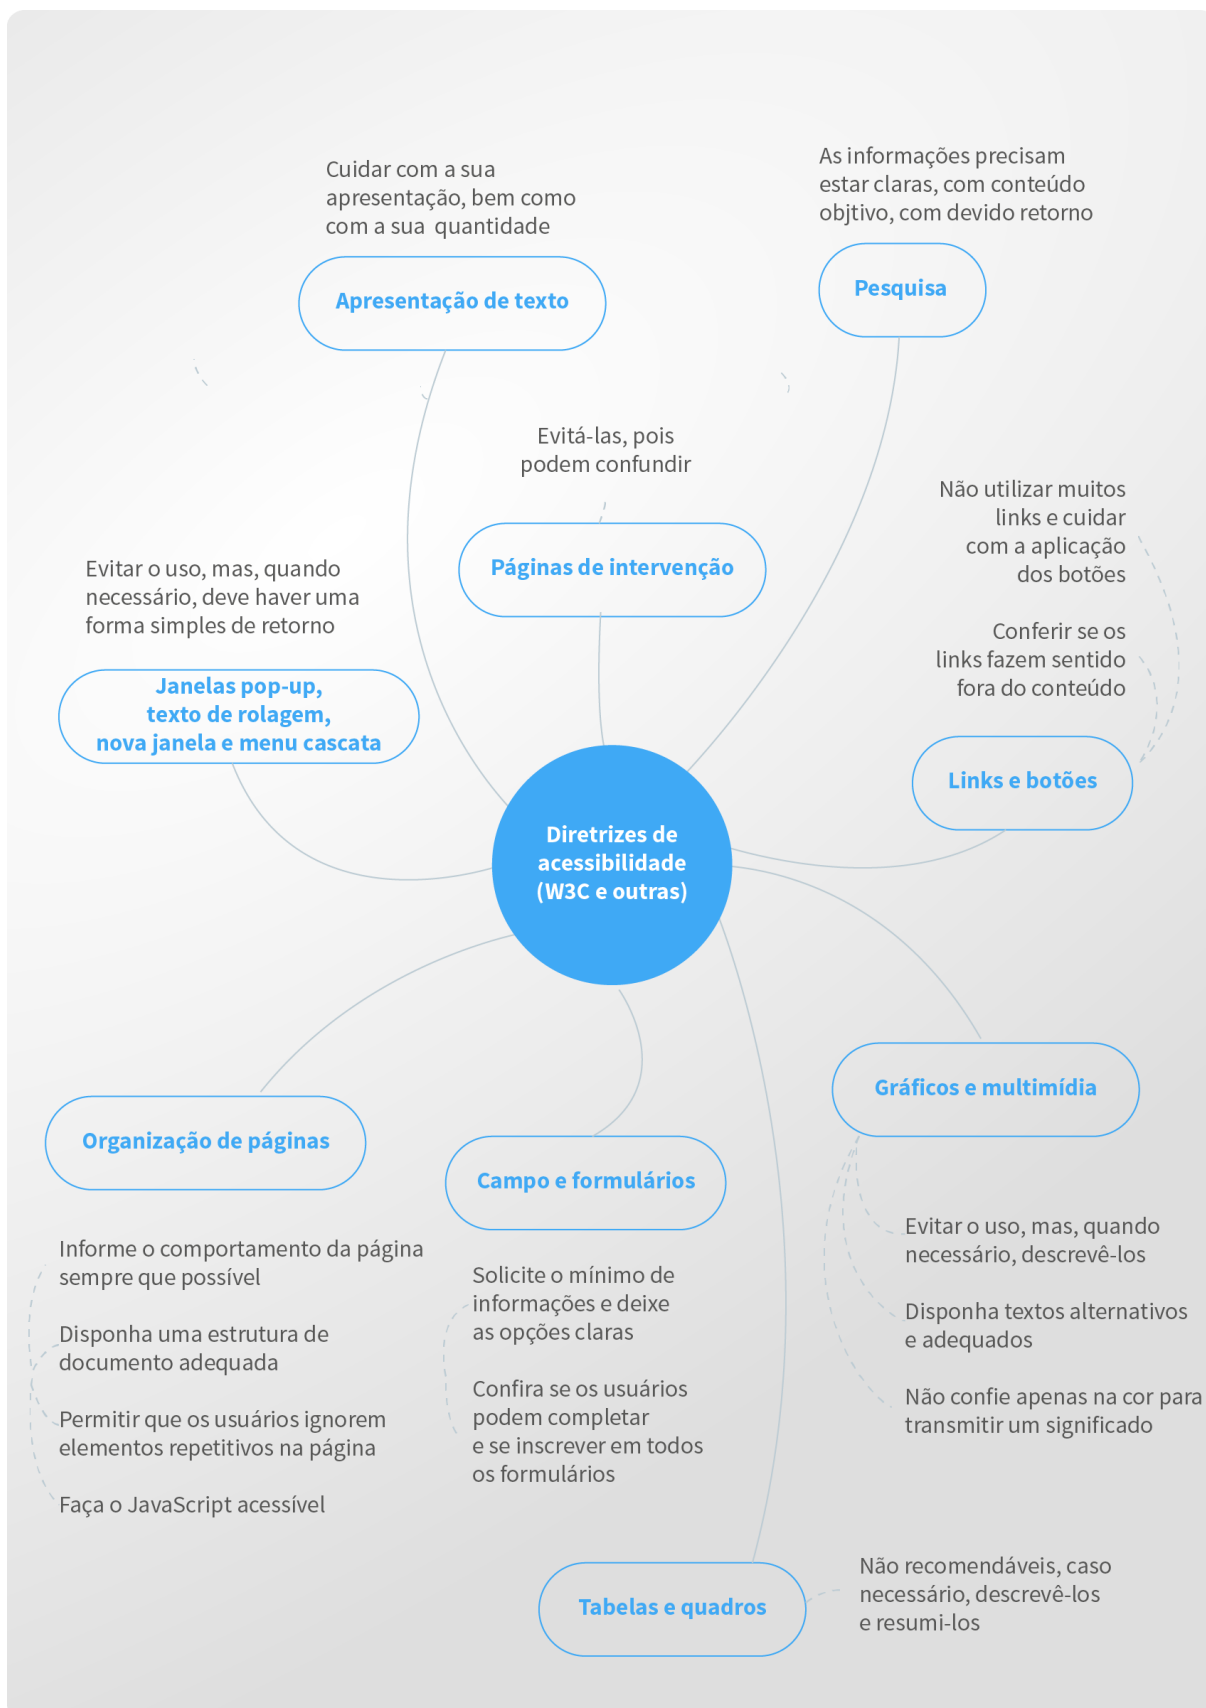 Cuidar com a sua
apresentação, bem como
com a sua quantidade
Apresentação de texto
As informações precisam
estar claras, com conteúdo
objtivo, com devido retorno
Pesquisa
Evitá-las, pois
podem confundir
Páginas de intervenção
Não utilizar muitos
links e cuidar
com a aplicação
dos botões
Conferir se os
links fazem sentido
fora do conteúdo
Links e botões
Evitar o uso, mas, quando
necessário, deve haver uma
forma simples de retorno
Janelas pop-up,
texto de rolagem,
nova janela e menu cascata
Diretrizes de
acessibilidade
(W3C e outras)
Organização de páginas
Informe o comportamento da página
sempre que possível
Disponha uma estrutura de
documento adequada
Permitir que os usuários ignorem
elementos repetitivos na página
Faça o JavaScript acessível
Campo e formulários
Solicite o mínimo de
informações e deixe
as opções claras
Confira se os usuários
podem completar
e se inscrever em todos
os formulários
Gráficos e multimídia
Evitar o uso, mas, quando
necessário, descrevê-los
Disponha textos alternativos
e adequados
Não confie apenas na cor para
transmitir um significado
Tabelas e quadros
Não recomendáveis, caso
necessário, descrevê-los
e resumi-los